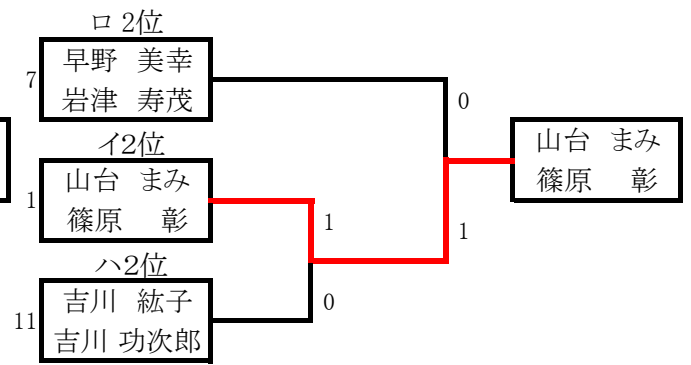 ロ 2位
7
早野 美幸
岩津 寿茂
0
山台 まみ
篠原 彰
イ2位
1
山台 まみ
篠原 彰
1
1
ハ2位
11
吉川 紘子
吉川 功次郎
0